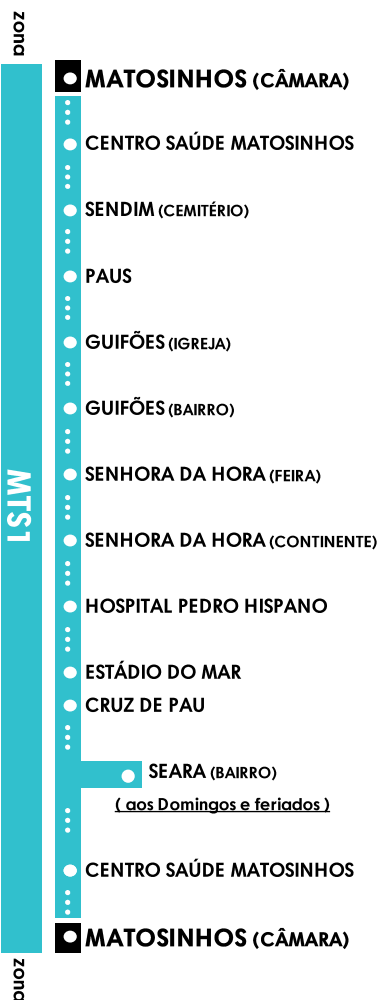 zona
MATOSINHOS (CÂMARA)
CENTRO SAÚDE MATOSINHOS
SENDIM (CEMITÉRIO)
PAUS
GUIFÕES (IGREJA)
GUIFÕES (BAIRRO)
SENHORA DA HORA (FEIRA)
MTS1
SENHORA DA HORA (CONTINENTE)
HOSPITAL PEDRO HISPANO
ESTÁDIO DO MAR
CRUZ DE PAU
SEARA (BAIRRO)
( aos Domingos e feriados )
CENTRO SAÚDE MATOSINHOS
MATOSINHOS (CÂMARA)
zona